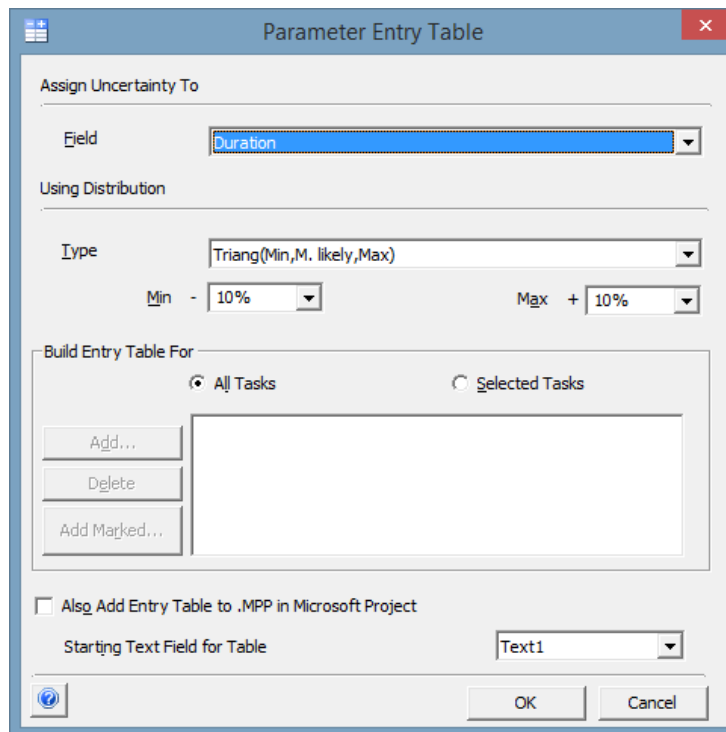 Parameter Entry Table
Assign Uncertainty To
Field Duration
Using Distribution
Type Triang(Min,M. likely,Max)
Min - 10% Max + 10%
Build Entry Table For
All Tasks Selected Tasks
Add...
Delete
Add Marked...
Also Add Entry Table to .MPP in Microsoft Project
Starting Text Field for Table Text1
OK Cancel